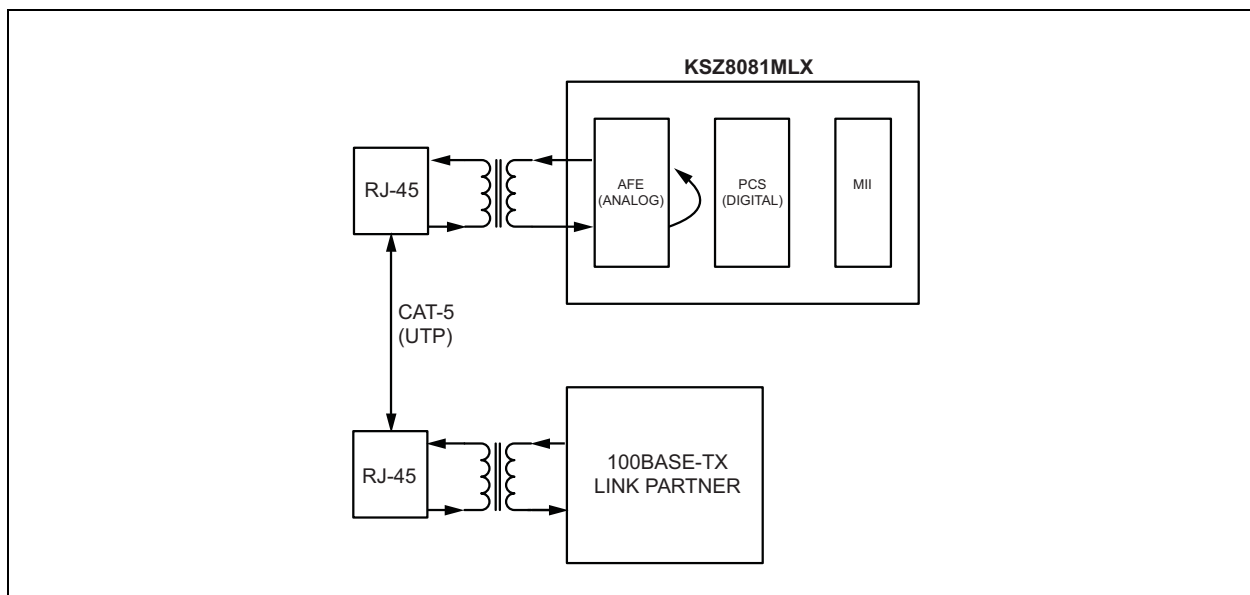 KSZ8081MLX
RJ-45
AFE
(ANALOG)
PCS
(DIGITAL)
MII
CAT-5
(UTP)
RJ-45
100BASE-TX
LINK PARTNER